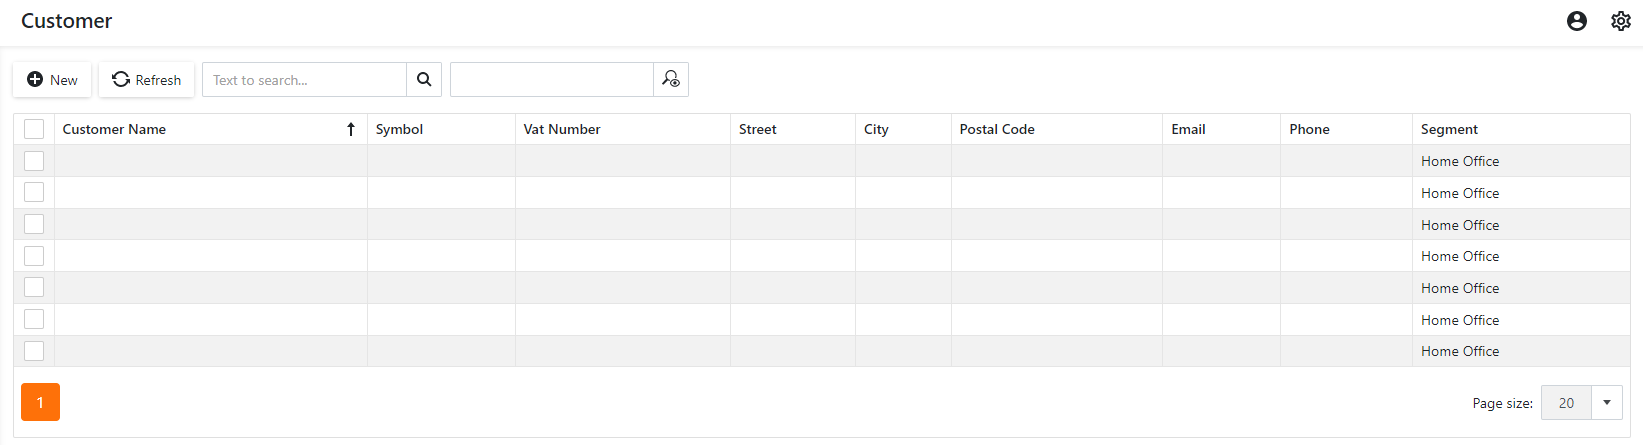 Customer
New Refresh Text to search...
Customer Name Symbol Vat Number Street City Postal Code Email Phone Segment
Home Office
Home Office
Home Office
Home Office
Home Office
Home Office
Home Office
1 Page size: 20